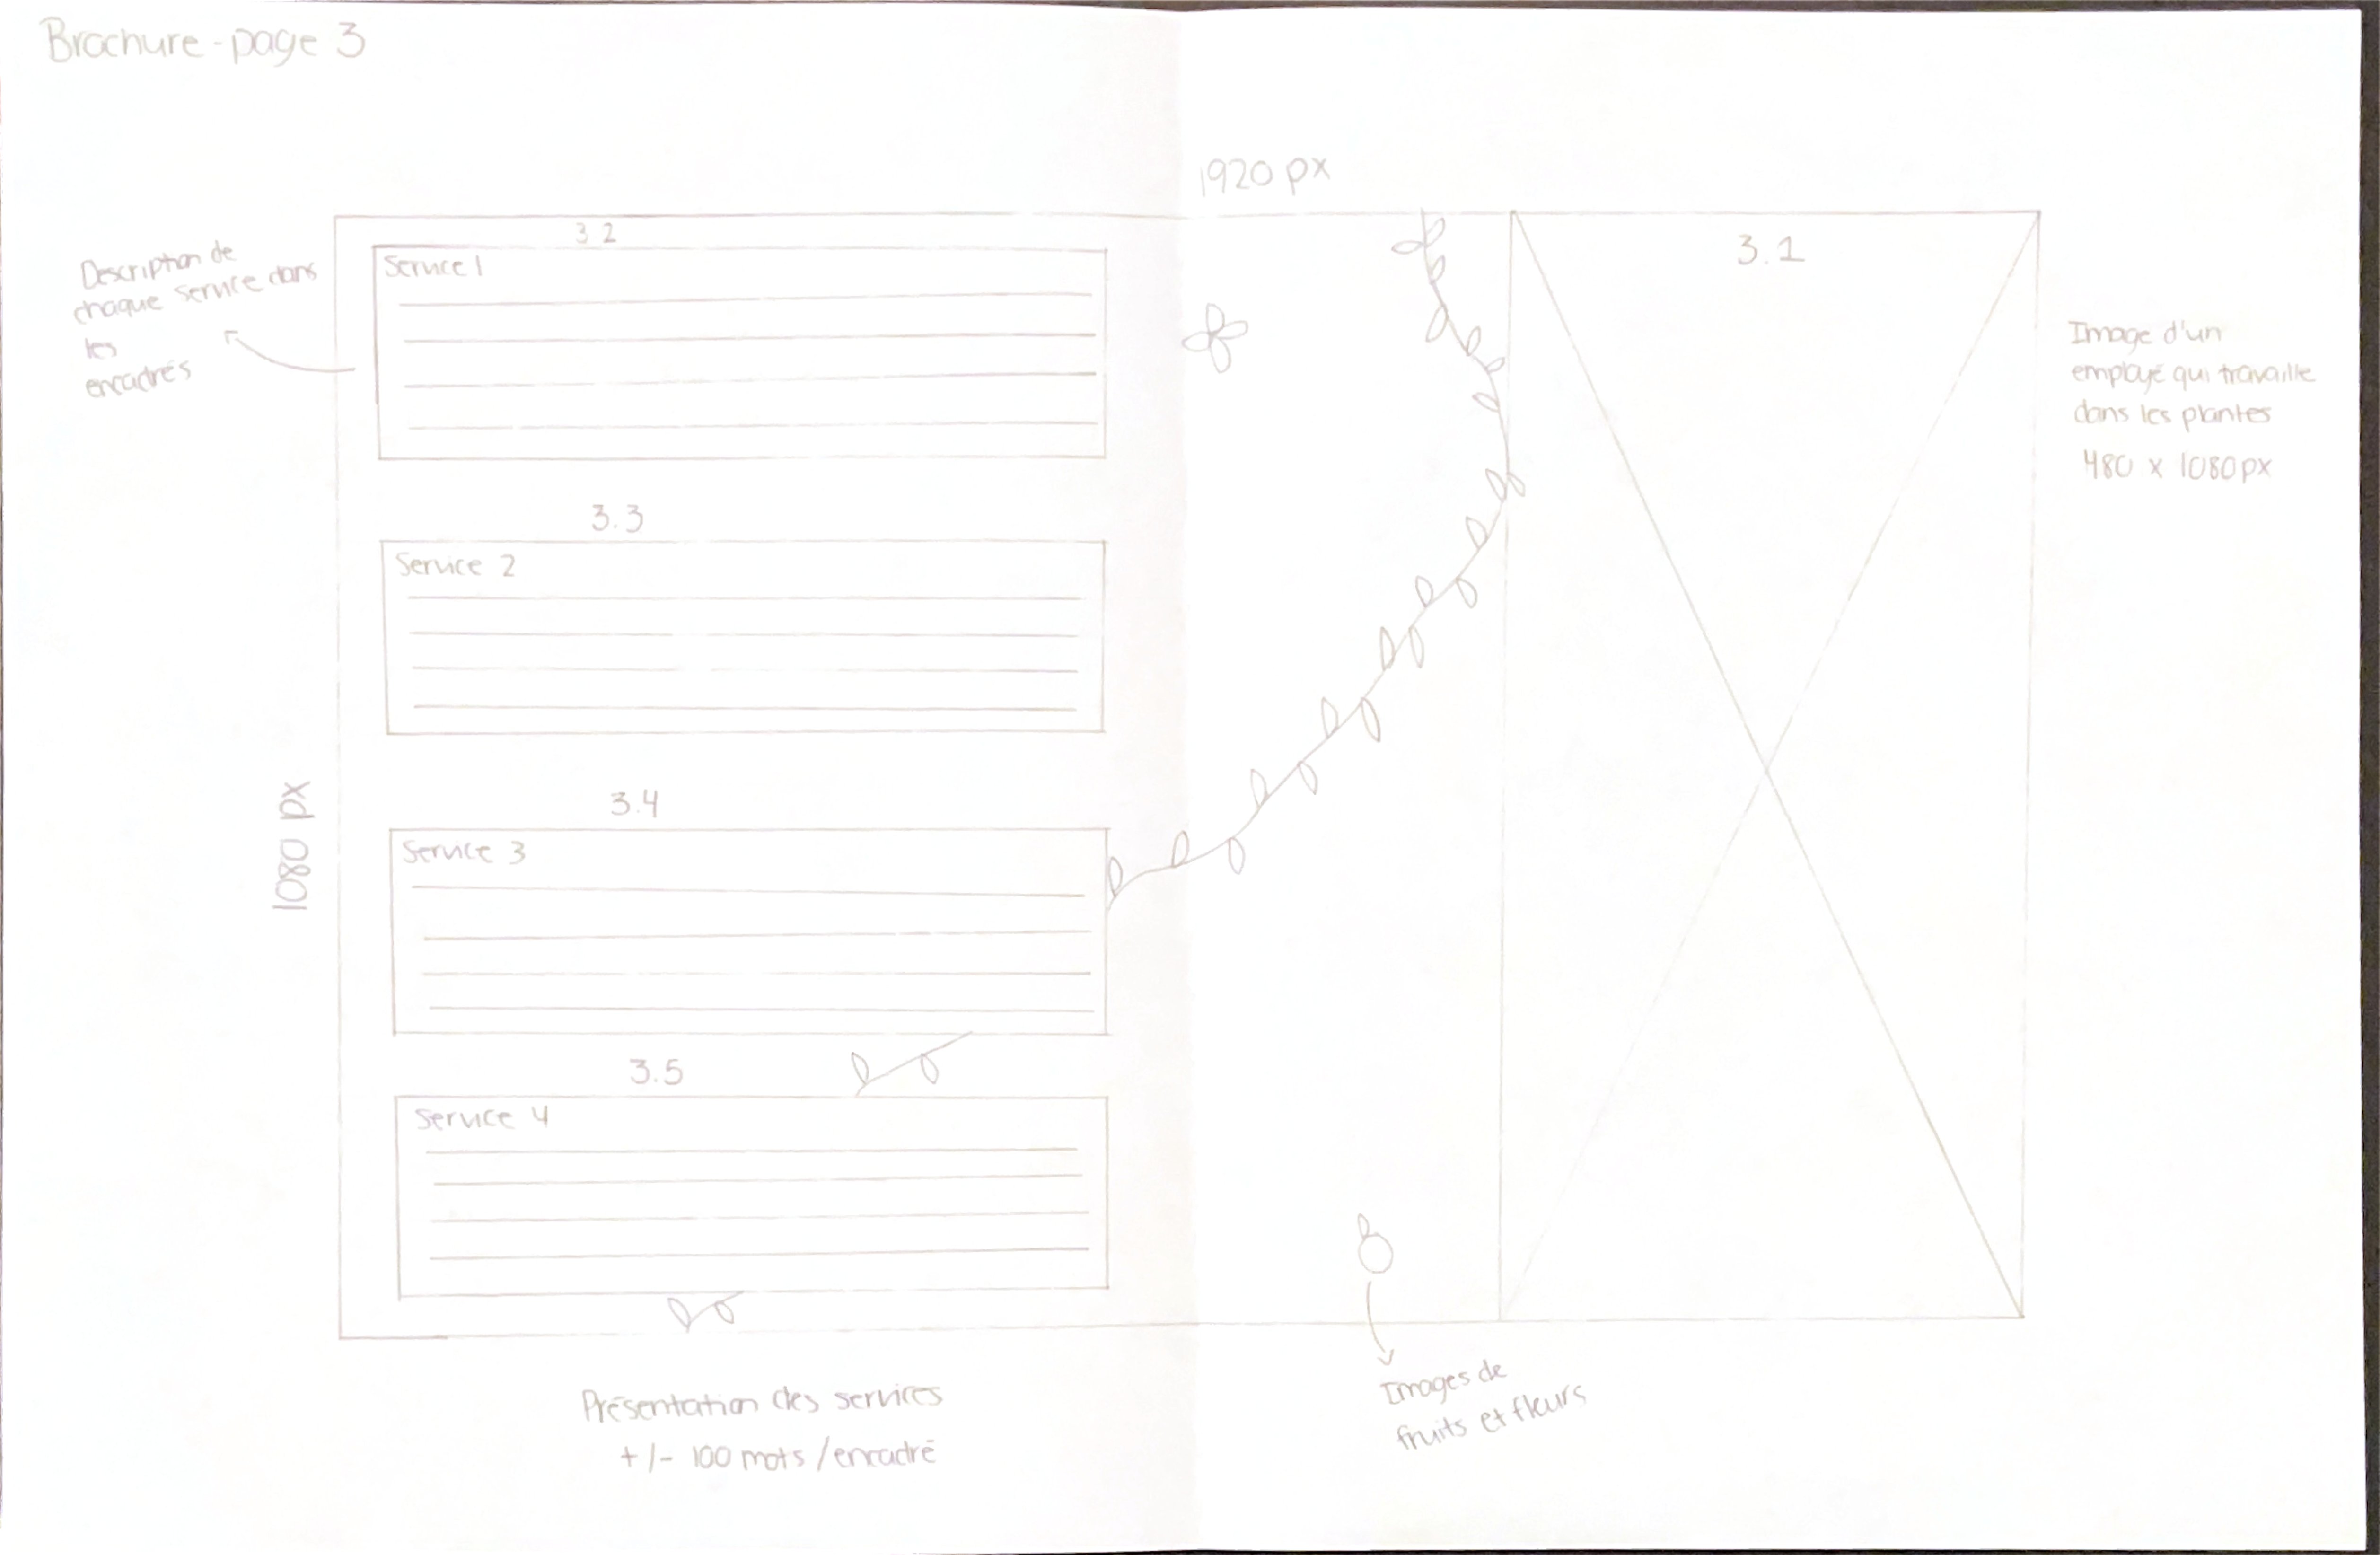 Brochure - page 3
1920 px
3.2
3.1
Service 1
Description de
chaque service dans
les
encadrés
Image d'un
employé qui travaille
dans les plantes
480 x 1080px
3.3
Service 2
3.4
1080 px
Service 3
3.5
Service 4
Présentation des services
+/- 100 mots / encadré
Images de
fruits et fleurs